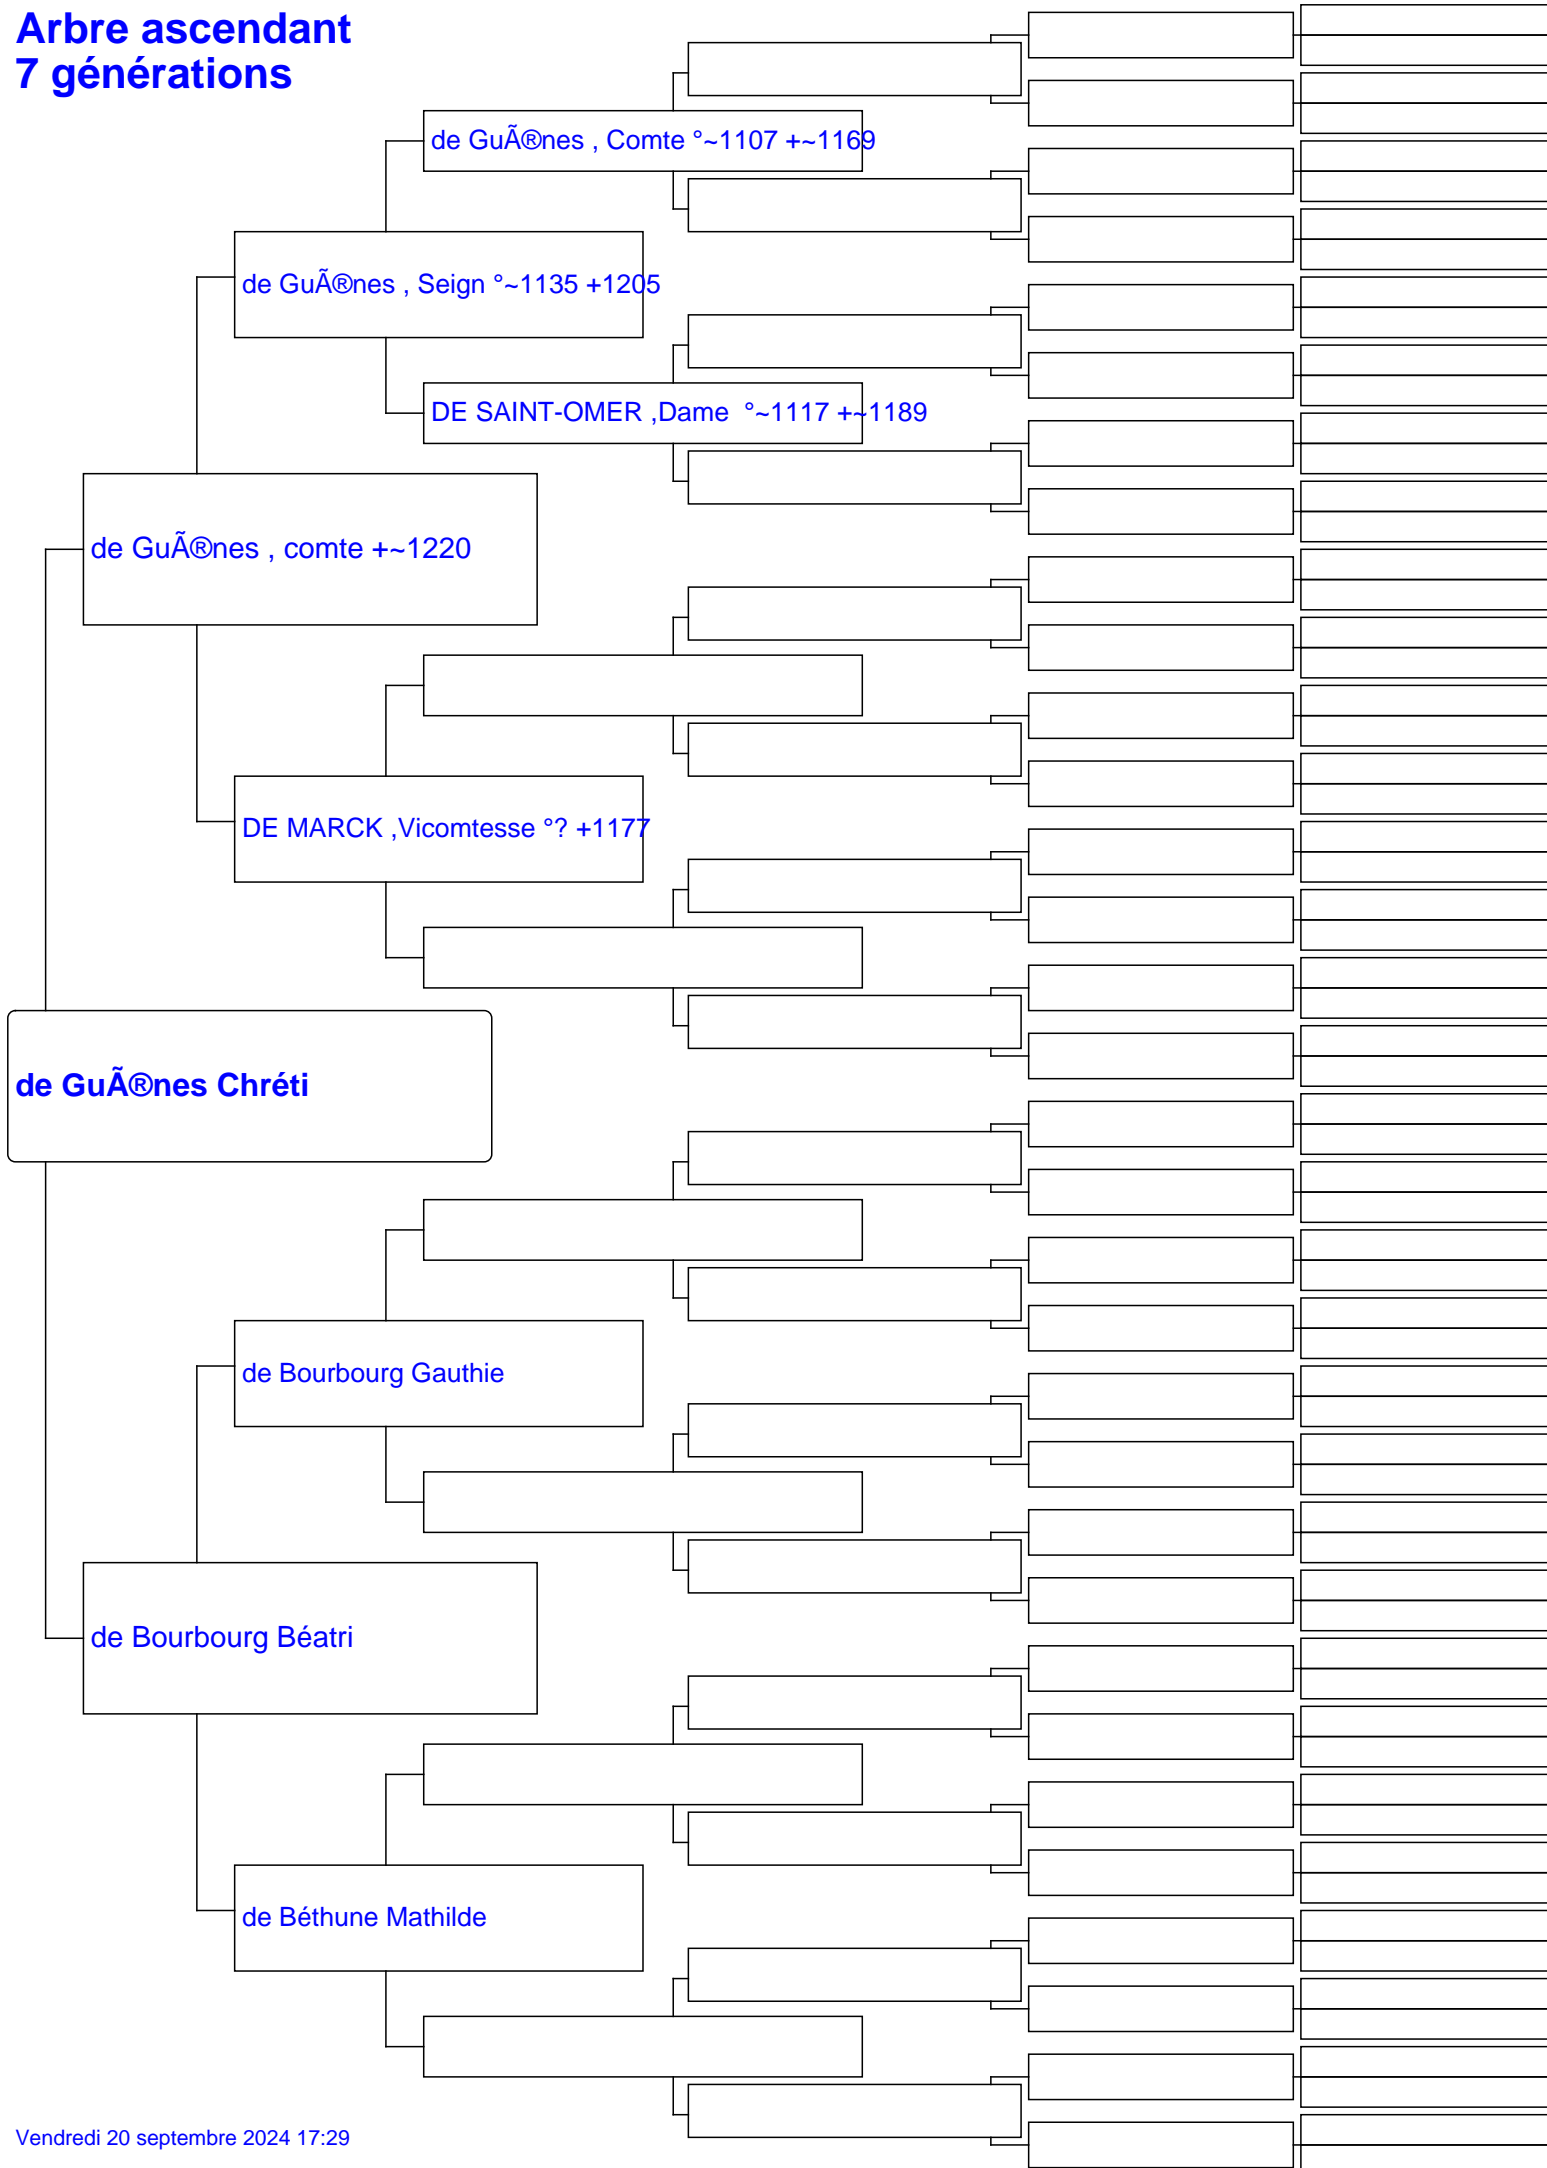 Arbre ascendant
7 générations
de GuÃ®nes , Comte °~1107 +~1169
de GuÃ®nes , Seign °~1135 +1205
DE SAINT-OMER ,Dame  °~1117 +~1189
de GuÃ®nes , comte +~1220
DE MARCK ,Vicomtesse °? +1177
de GuÃ®nes Chréti
de Bourbourg Gauthie
de Bourbourg Béatri
de Béthune Mathilde
Vendredi 20 septembre 2024 17:29